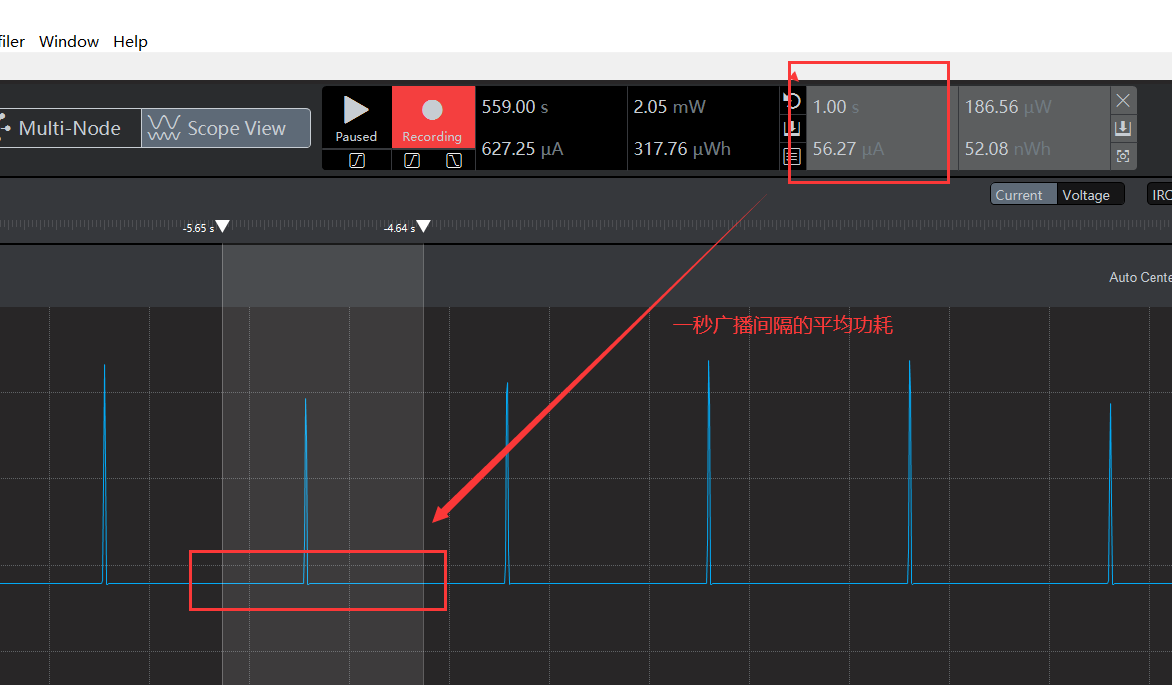 filer Window Help
Multi-Node
Scope View
Paused
Recording
559.00 s
627.25 µA
2.05 mW
317.76 µWh
1.00 s
56.27 µA
186.56 µW
52.08 nWh
Current
Voltage
IRQ
-5.65 s
-4.64 s
Auto Cente
一秒广播间隔的平均功耗